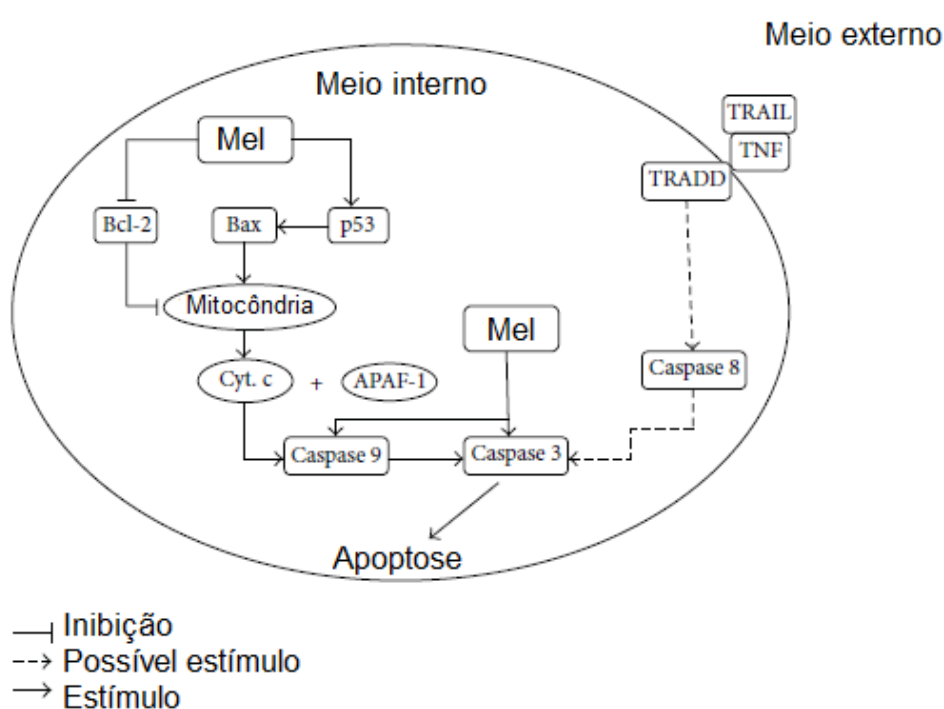 Meio externo
Meio interno
TRAIL
TNF
TRADD
Mel
Bcl-2
Bax
p53
Mitocôndria
Mel
Cyt. c
+
APAF-1
Caspase 8
Caspase 9
Caspase 3
Apoptose
Inibição
Possível estímulo
Estímulo